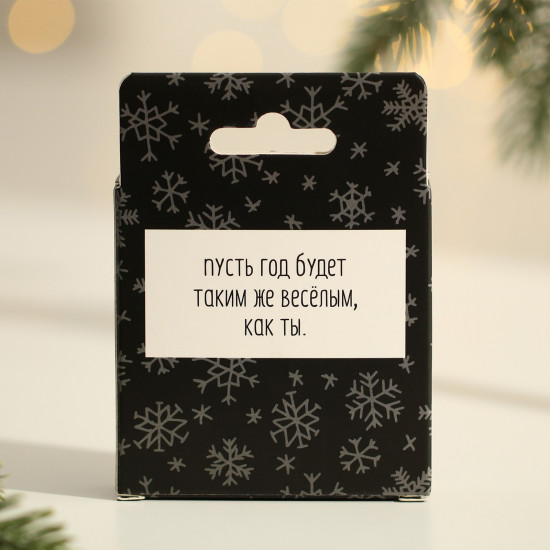 пусть год будет
таким же весёлым,
как ты.